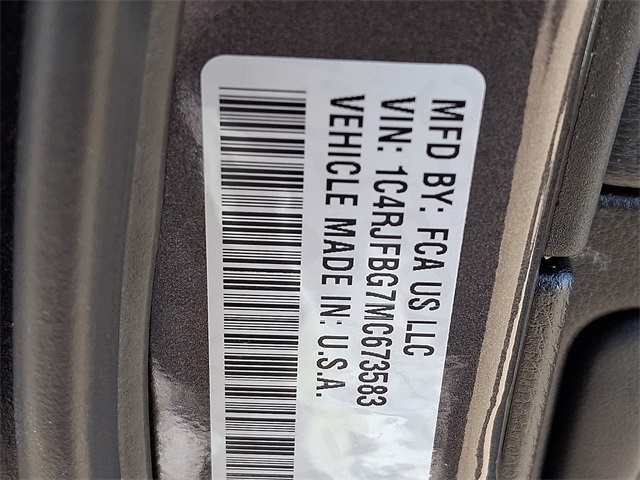 MFD BY: FCA US LLC
VIN: 1C4RJFBG7MC673583
VEHICLE MADE IN: U.S.A.